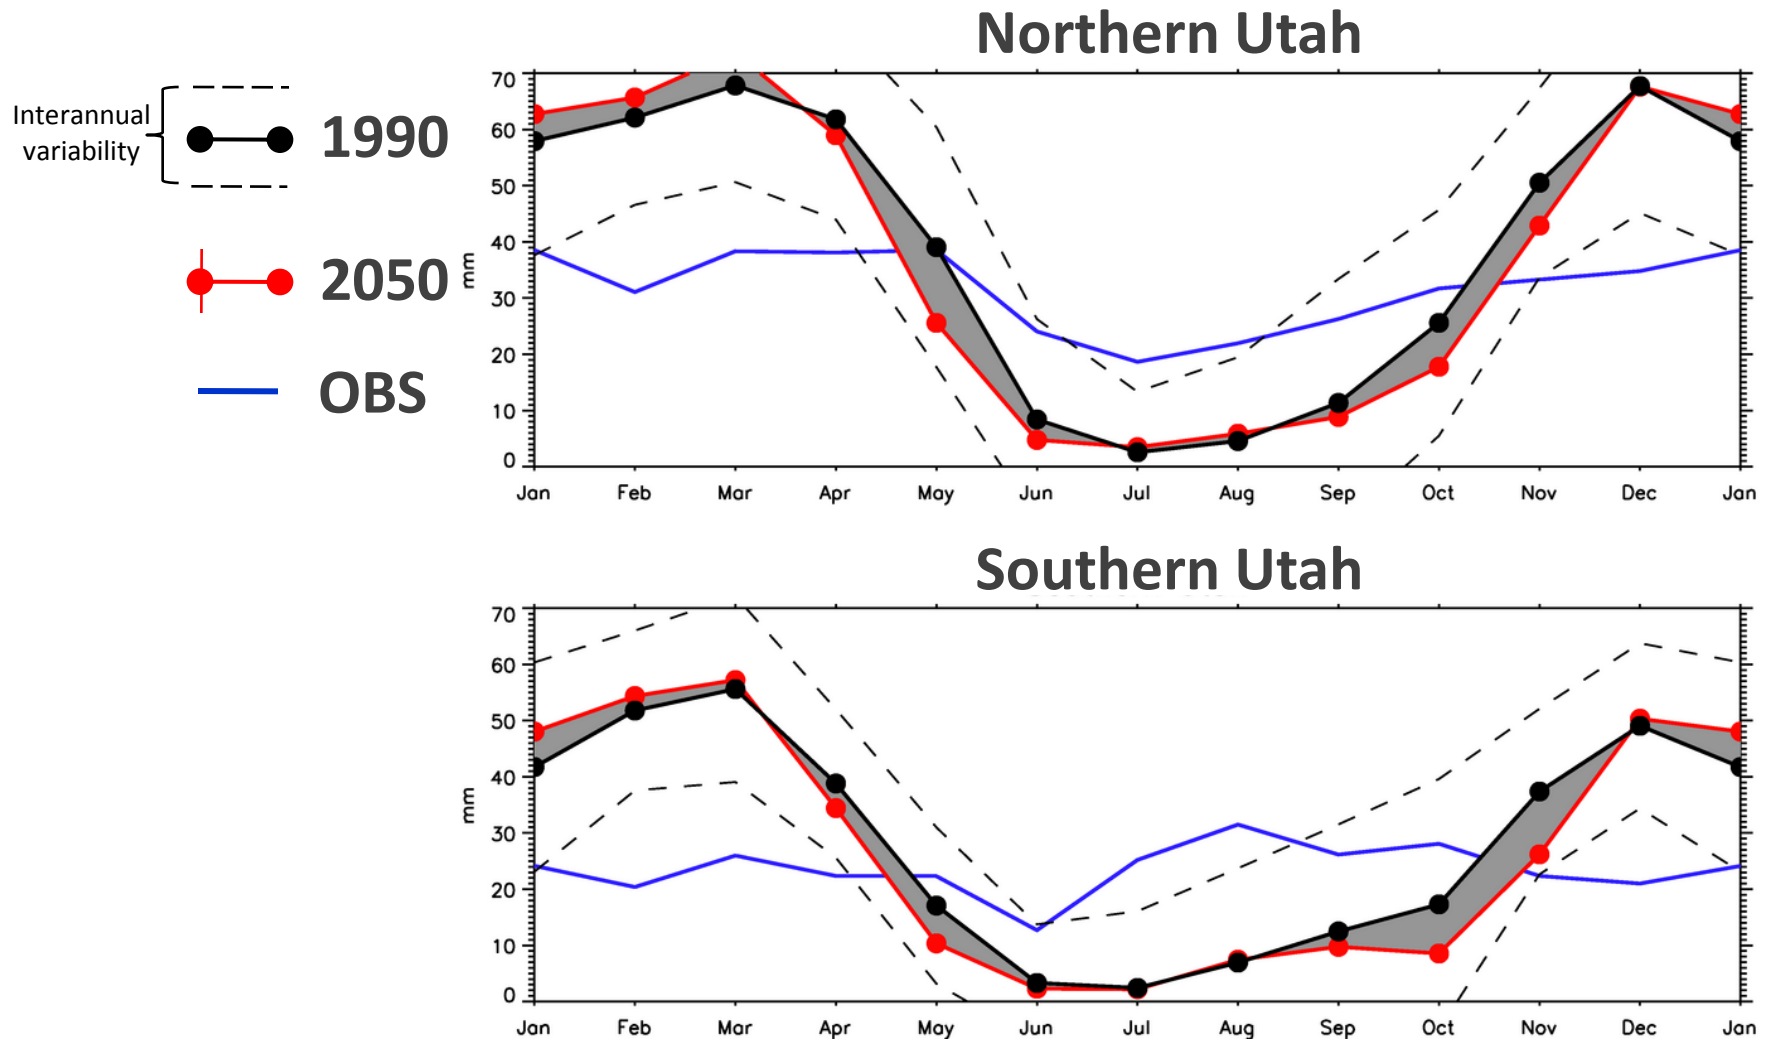 Northern Utah
Interannual
variability
1990
2050
OBS
70
60
50
40
30
20
10
0
mm
Jan Feb Mar Apr May Jun Jul Aug Sep Oct Nov Dec Jan
Southern Utah
70
60
50
40
30
20
10
0
mm
Jan Feb Mar Apr May Jun Jul Aug Sep Oct Nov Dec Jan